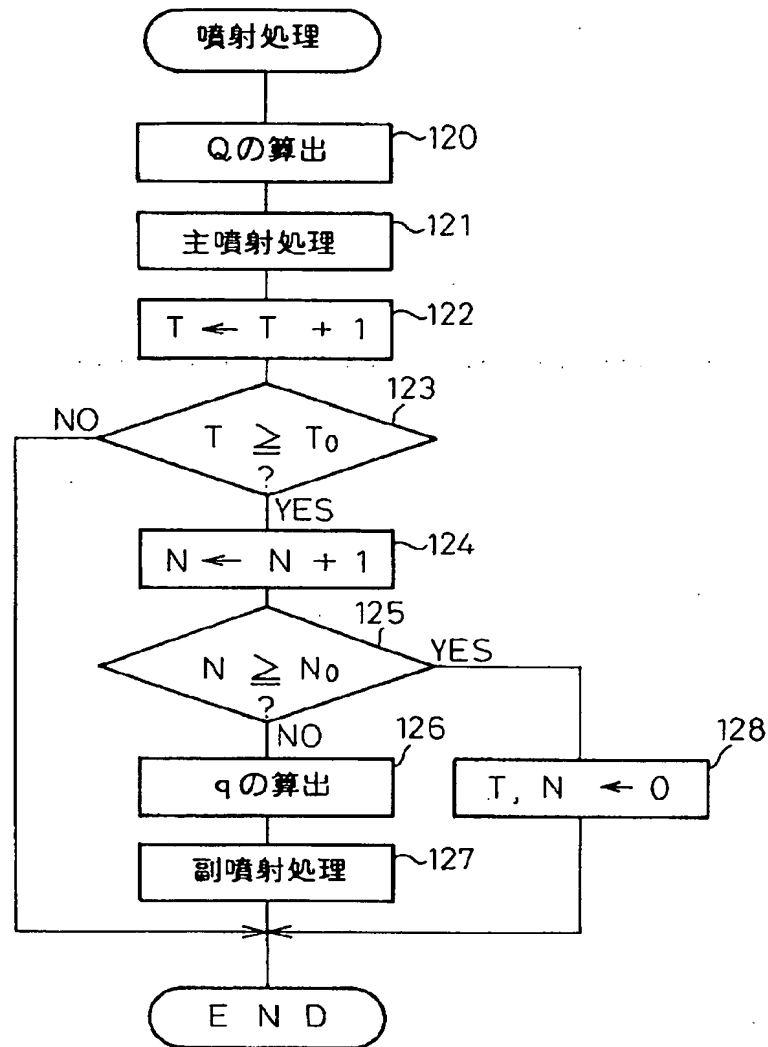 噴射処理
Qの算出
120
主噴射処理
121
T ← T + 1
122
123
NO
T ≧ T0
?
YES
N ← N + 1
124
125
N ≧ N0
?
YES
NO
126
qの算出
128
T, N ← 0
副噴射処理
127
E N D